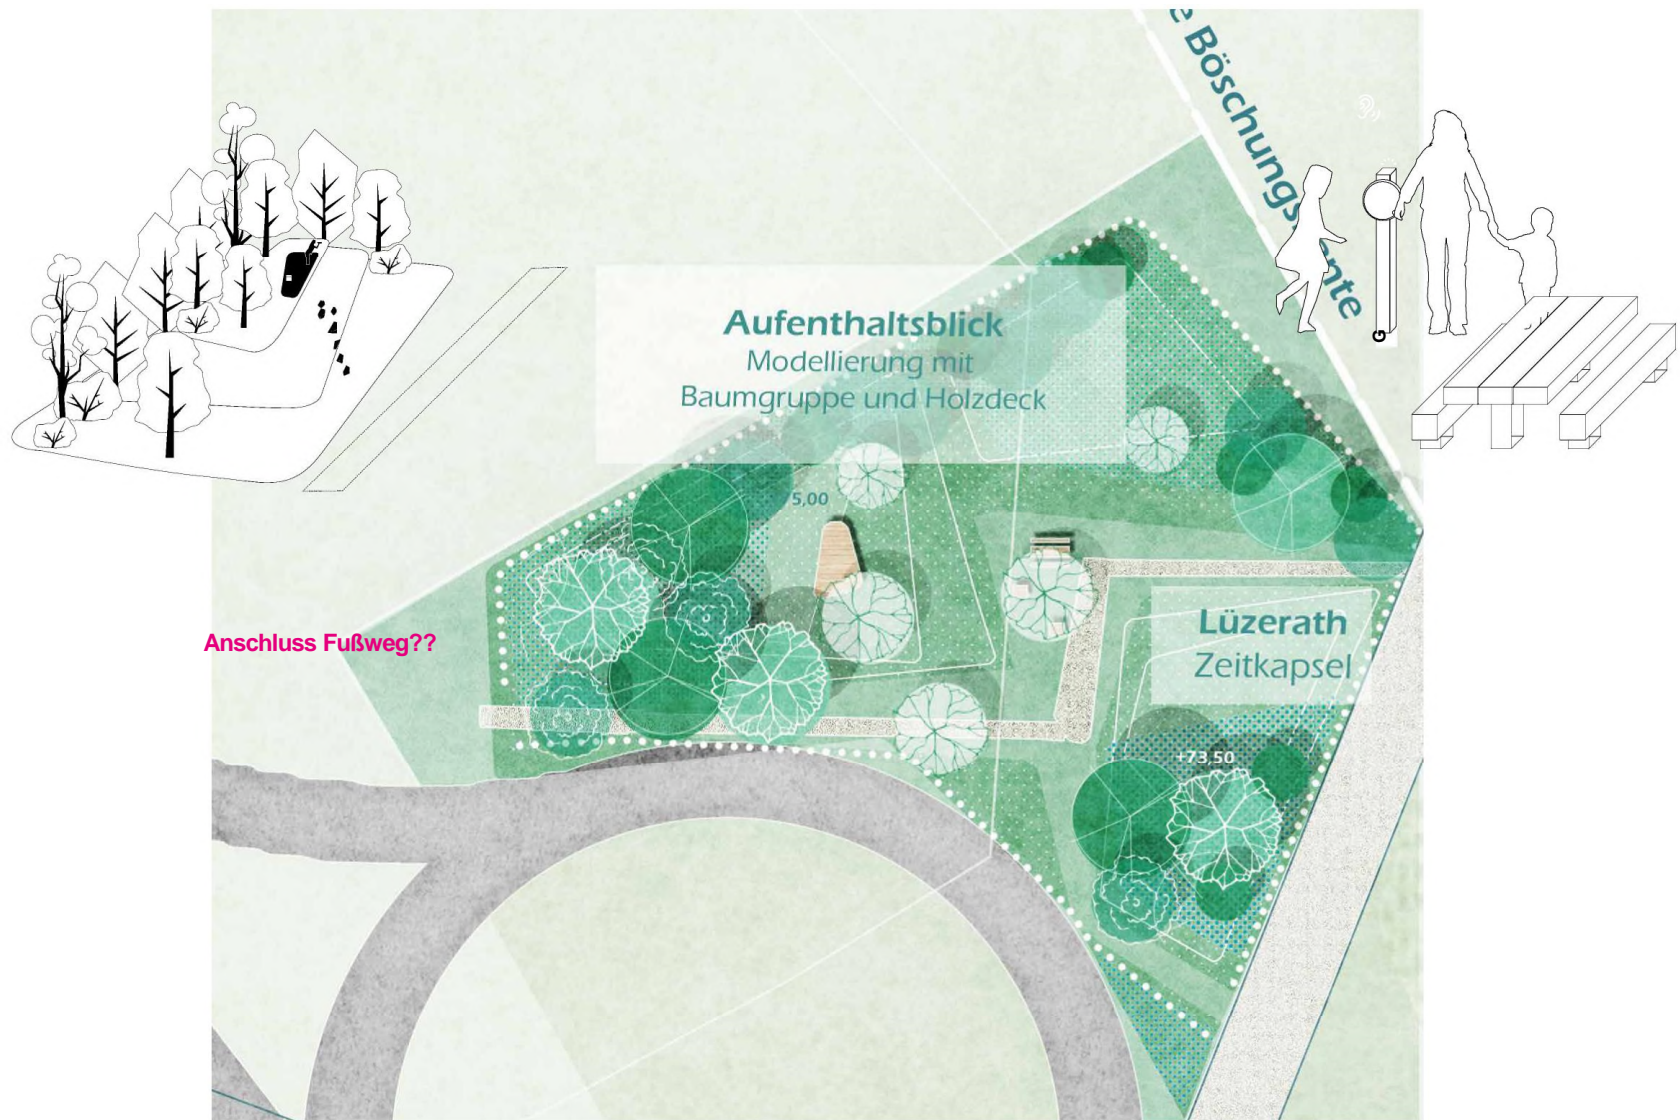 e Böschungs
nte
Aufenthaltsblick
Modellierung mit
Baumgruppe und Holzdeck
5,00
Anschluss Fußweg??
Lüzerath
Zeitkapsel
+73,50
G